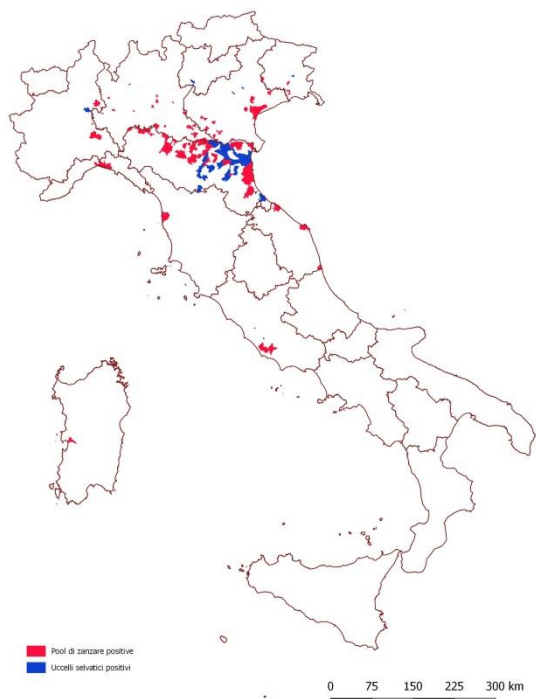 Pool di zanzare positive
Uccelli selvatici positivi
0 75 150 225 300 km